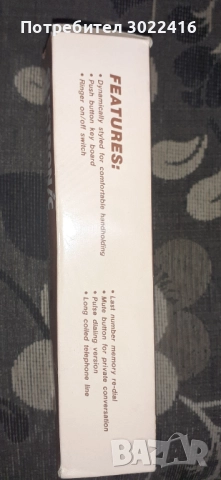 Потребител 3022416
FEATURES:
• Dynamically styled for comfortable handholding
• Push button key board
• Ringer on/off switch
• Last number memory re-dial
• Mute button for private conversation
• Pulse dialing version
• Long coiled telephone line
BAZAR